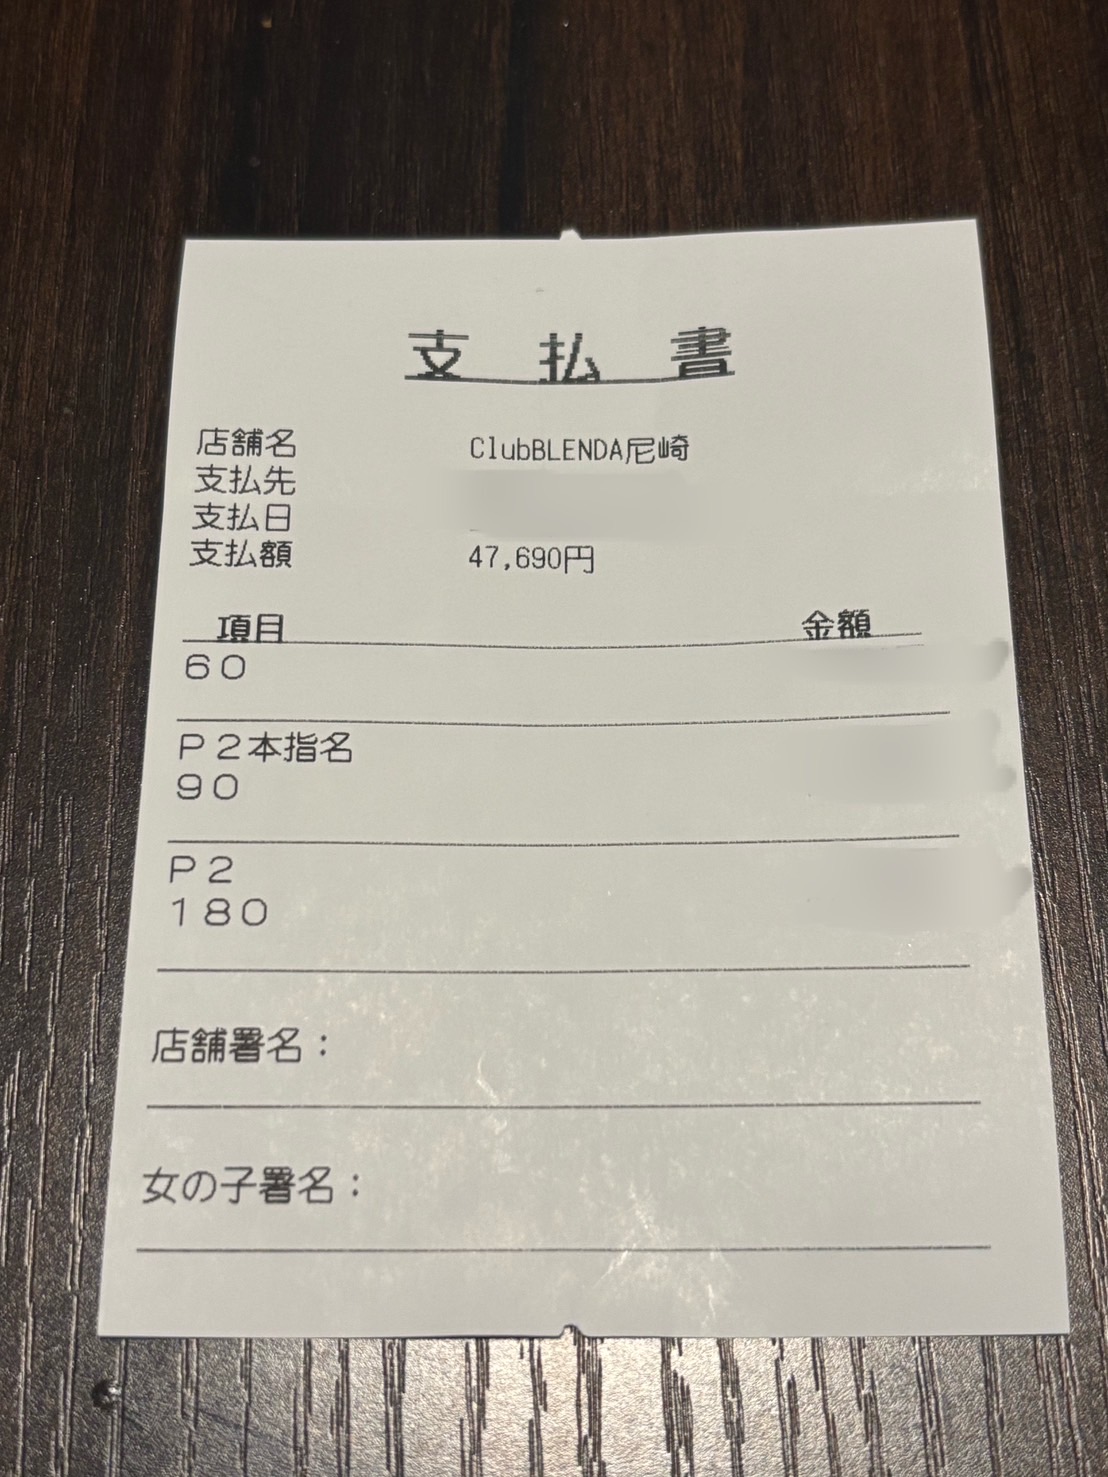 支払書
店舗名 ClubBLENDA尼崎
支払先
支払日
支払額 47,690円
項目 金額
60
P2本指名
90
P2
180
店舗署名：
女の子署名：